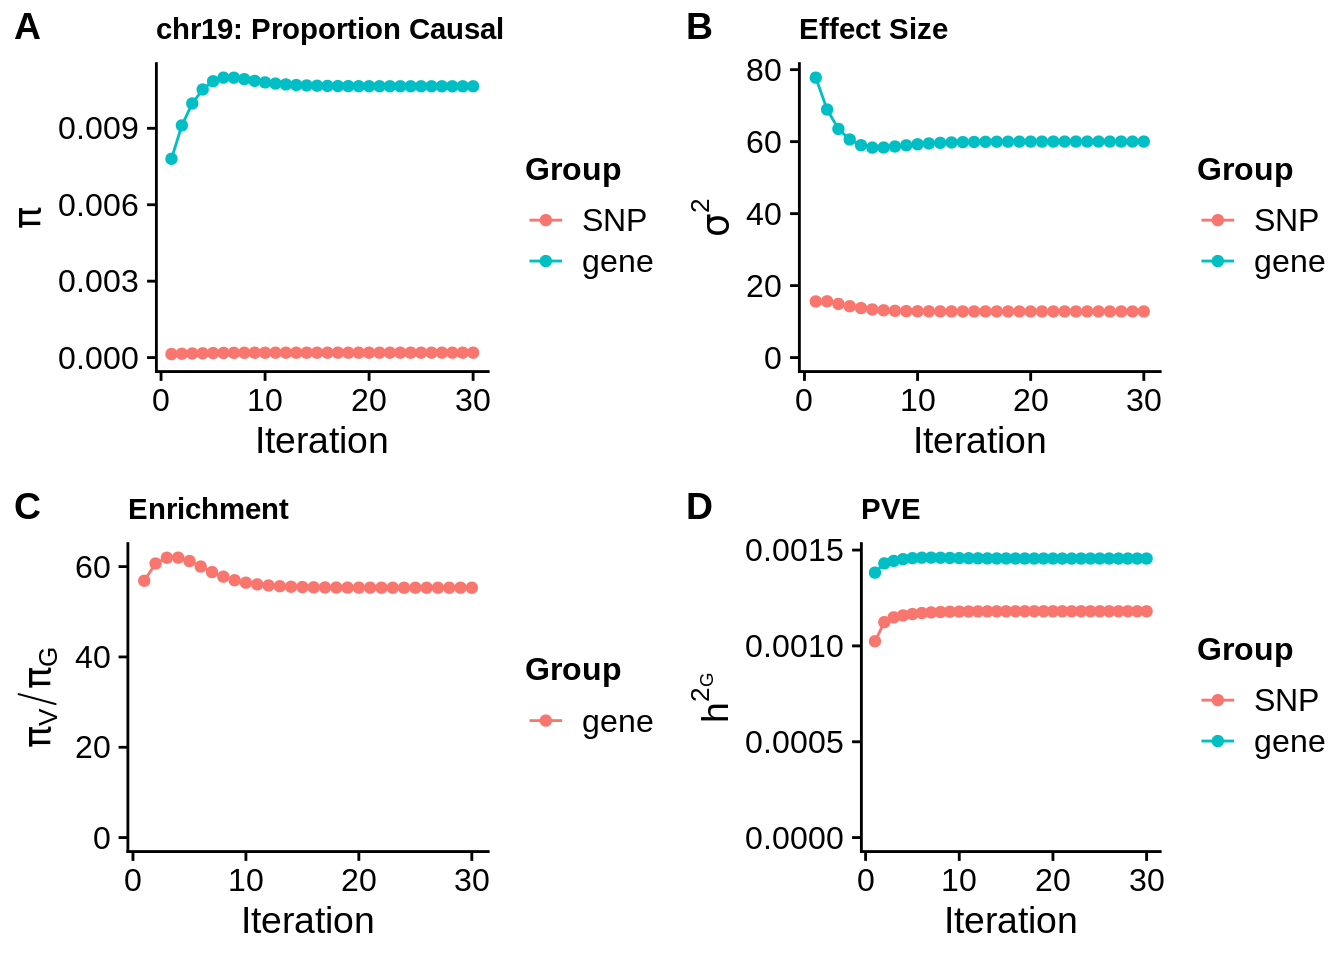 A
chr19: Proportion Causal
π
0.009
0.006
0.003
0.000
0 10 20 30
Iteration
Group
SNP
gene
B
Effect Size
σ²
80
60
40
20
0
0 10 20 30
Iteration
Group
SNP
gene
C
Enrichment
πV/πG
60
40
20
0
0 10 20 30
Iteration
Group
gene
D
PVE
h²G
0.0015
0.0010
0.0005
0.0000
0 10 20 30
Iteration
Group
SNP
gene